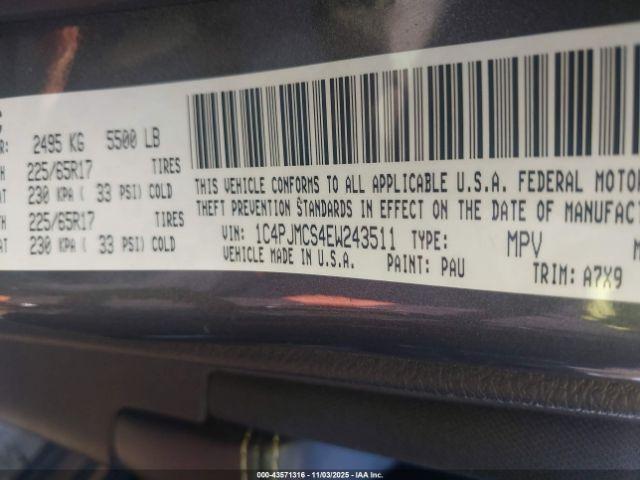 2495 KG 5500 LB
225/65R17 TIRES
230 KPA ( 33 PSI) COLD
225/65R17 TIRES
230 KPA ( 33 PSI) COLD
THIS VEHICLE CONFORMS TO ALL APPLICABLE U.S.A. FEDERAL MOTOR
THEFT PREVENTION STANDARDS IN EFFECT ON THE DATE OF MANUFAC
VIN: 1C4PJMCS4EW243511 TYPE: MPV
VEHICLE MADE IN U.S.A. PAINT: PAU TRIM: A7X9
000-43571316 - 11/03/2025 - IAA Inc.